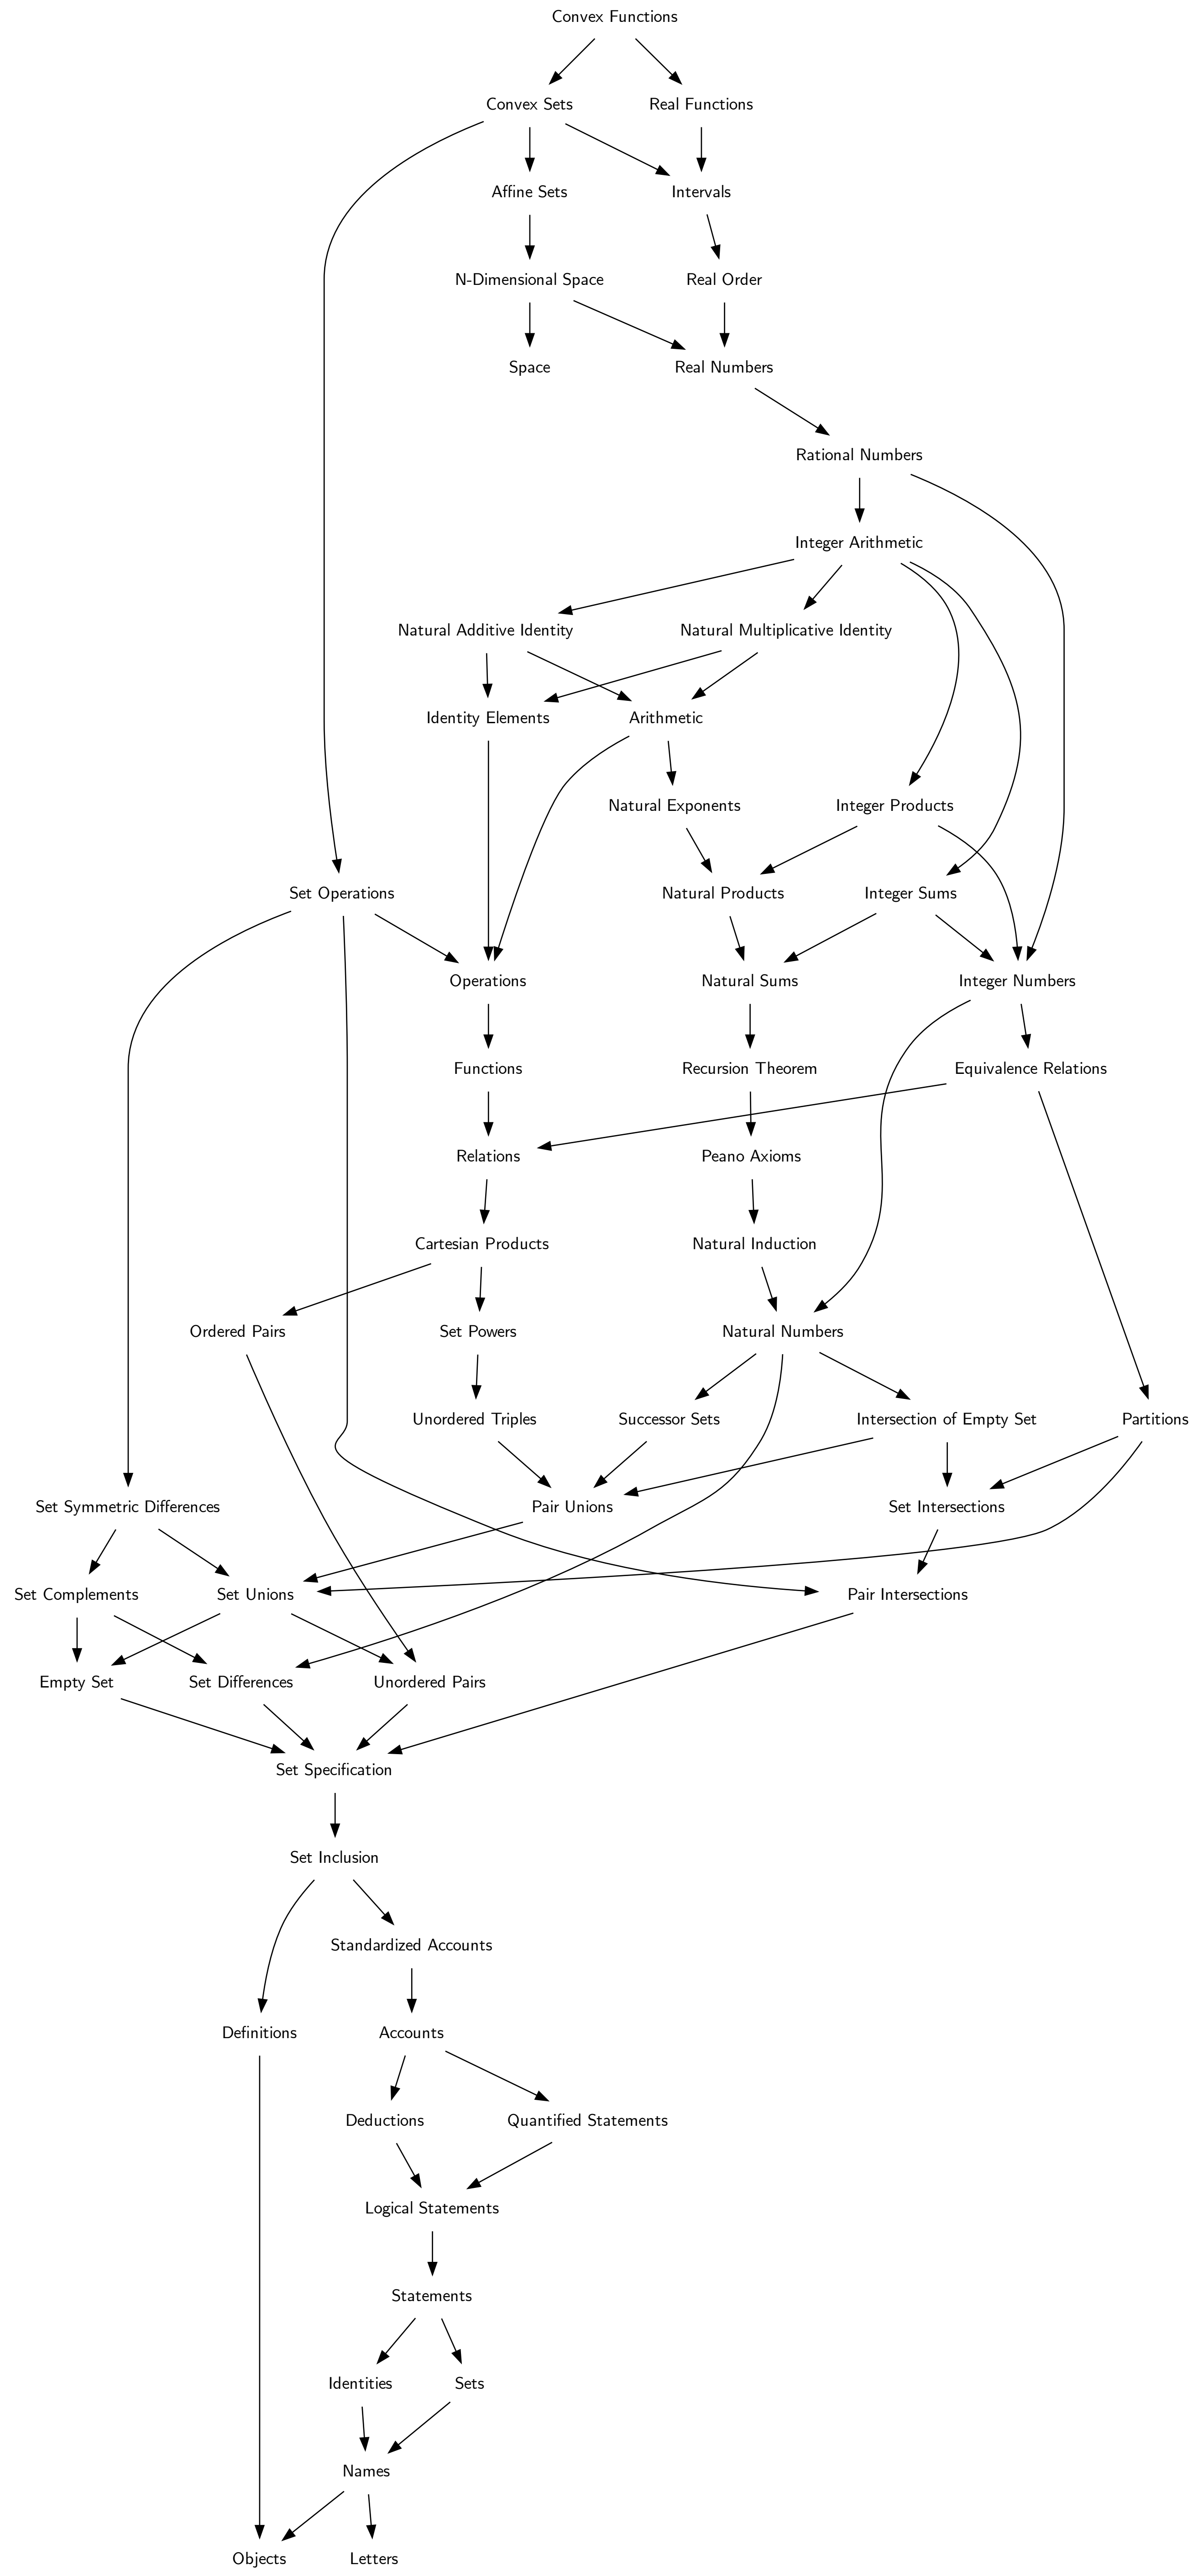 Convex Functions
Convex Sets
Real Functions
Affine Sets
Intervals
N-Dimensional Space
Real Order
Space
Real Numbers
Rational Numbers
Integer Arithmetic
Natural Additive Identity
Natural Multiplicative Identity
Identity Elements
Arithmetic
Natural Exponents
Integer Products
Set Operations
Natural Products
Integer Sums
Operations
Natural Sums
Integer Numbers
Functions
Recursion Theorem
Equivalence Relations
Relations
Peano Axioms
Cartesian Products
Natural Induction
Ordered Pairs
Set Powers
Natural Numbers
Unordered Triples
Successor Sets
Intersection of Empty Set
Partitions
Set Symmetric Differences
Pair Unions
Set Intersections
Set Complements
Set Unions
Pair Intersections
Empty Set
Set Differences
Unordered Pairs
Set Specification
Set Inclusion
Standardized Accounts
Definitions
Accounts
Deductions
Quantified Statements
Logical Statements
Statements
Identities
Sets
Names
Objects
Letters